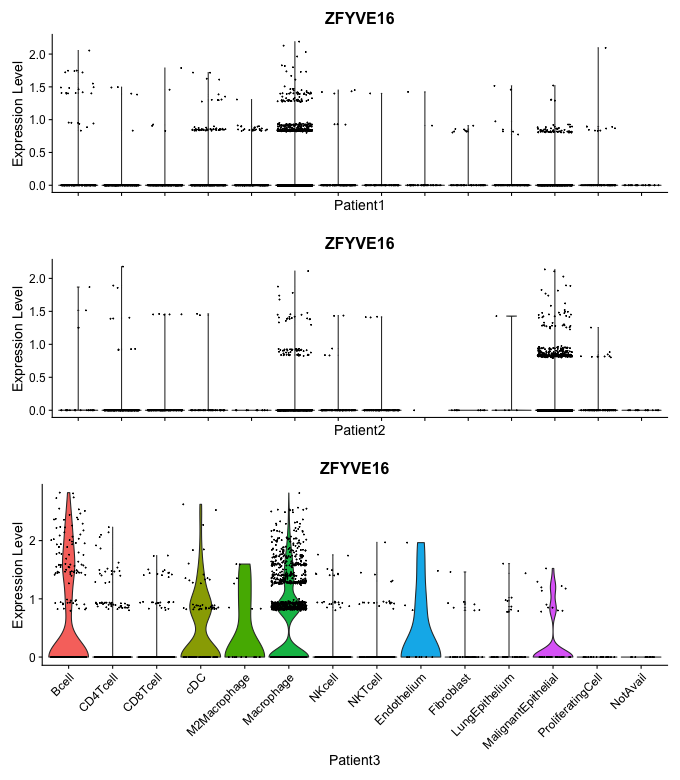 ZFYVE16
Expression Level
2.0
1.5
1.0
0.5
0.0
Patient1
ZFYVE16
Expression Level
2.0
1.5
1.0
0.5
0.0
Patient2
ZFYVE16
Expression Level
2
1
0
Bcell
CD4Tcell
CD8Tcell
cDC
M2Macrophage
Macrophage
NKcell
NKTcell
Endothelium
Fibroblast
LungEpithelium
MalignantEpithelial
ProliferatingCell
NotAvail
Patient3